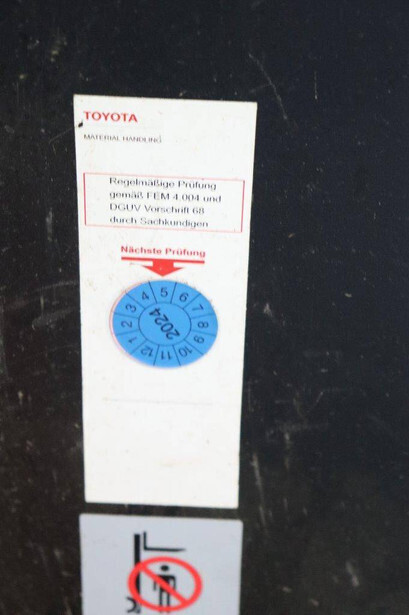 TOYOTA
MATERIAL HANDLING
Regelmäßige Prüfung
gemäß FEM 4.004 und
DGUV Vorschrift 68
durch Sachkundigen
Nächste Prüfung
1 2 3 4 5 6 7 8 9 10 11 12
2024